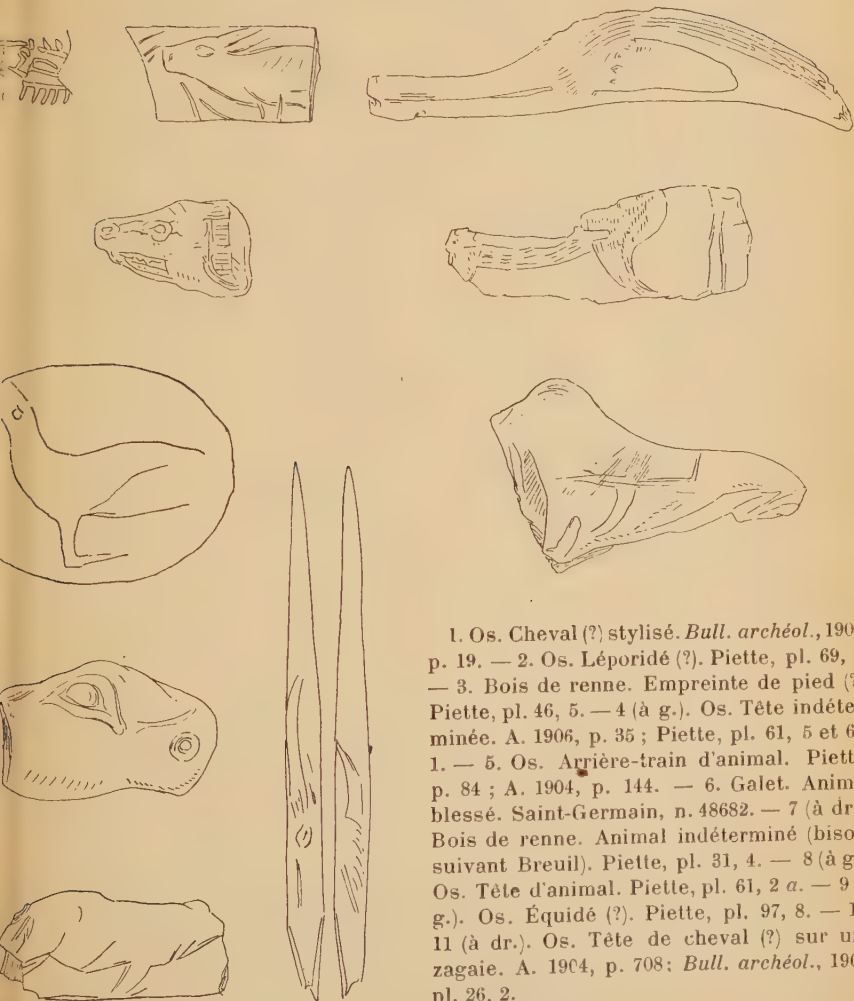 1. Os. Cheval (?) stylisé. Bull. archéol., 190
p. 19. — 2. Os. Léporidé (?). Piette, pl. 69,
— 3. Bois de renne. Empreinte de pied (?
Piette, pl. 46, 5. — 4 (à g.). Os. Tête indéte
minée. A. 1906, p. 35 ; Piette, pl. 61, 5 et 6
1. — 5. Os. Arrière-train d'animal. Piett
p. 84 ; A. 1904, p. 144. — 6. Galet. Anim
blessé. Saint-Germain, n. 48682. — 7 (à dr
Bois de renne. Animal indéterminé (biso
suivant Breuil). Piette, pl. 31, 4. — 8 (à g
Os. Tête d'animal. Piette, pl. 61, 2 a. — 9
g.). Os. Équidé (?). Piette, pl. 97, 8. — 1
11 (à dr.). Os. Tête de cheval (?) sur u
zagaie. A. 1904, p. 708 ; Bull. archéol., 190
pl. 26, 2.